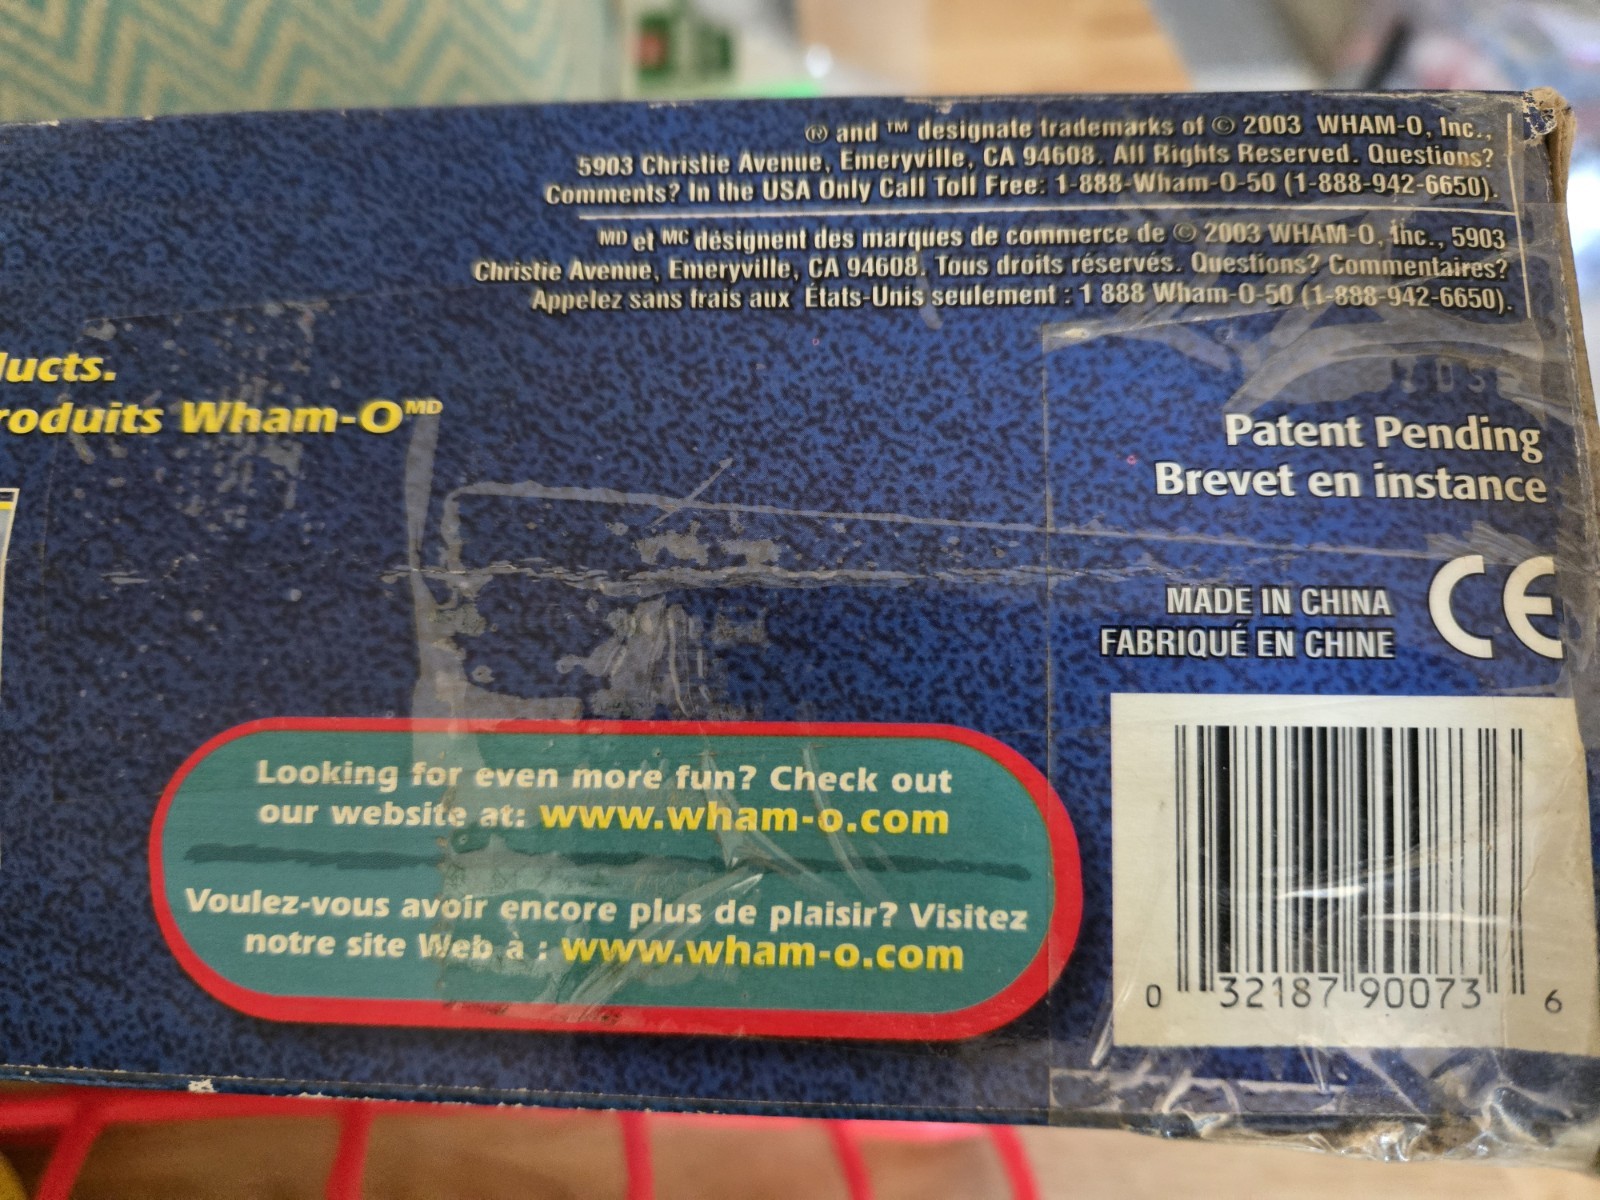 ® and ™ designate trademarks of © 2003 WHAM-O, Inc.,
5903 Christie Avenue, Emeryville, CA 94608. All Rights Reserved. Questions?
Comments? In the USA Only Call Toll Free: 1-888-Wham-O-50 (1-888-942-6650).
MD et MC désignent des marques de commerce de © 2003 WHAM-O, Inc., 5903
Christie Avenue, Emeryville, CA 94608. Tous droits réservés. Questions? Commentaires?
Appelez sans frais aux États-Unis seulement : 1 888 Wham-O-50 (1-888-942-6650).
ducts.
roduits Wham-O MD
Patent Pending
Brevet en instance
MADE IN CHINA
FABRIQUÉ EN CHINE
CE
Looking for even more fun? Check out
our website at: www.wham-o.com
Voulez-vous avoir encore plus de plaisir? Visitez
notre site Web à : www.wham-o.com
0 32187 90073 6